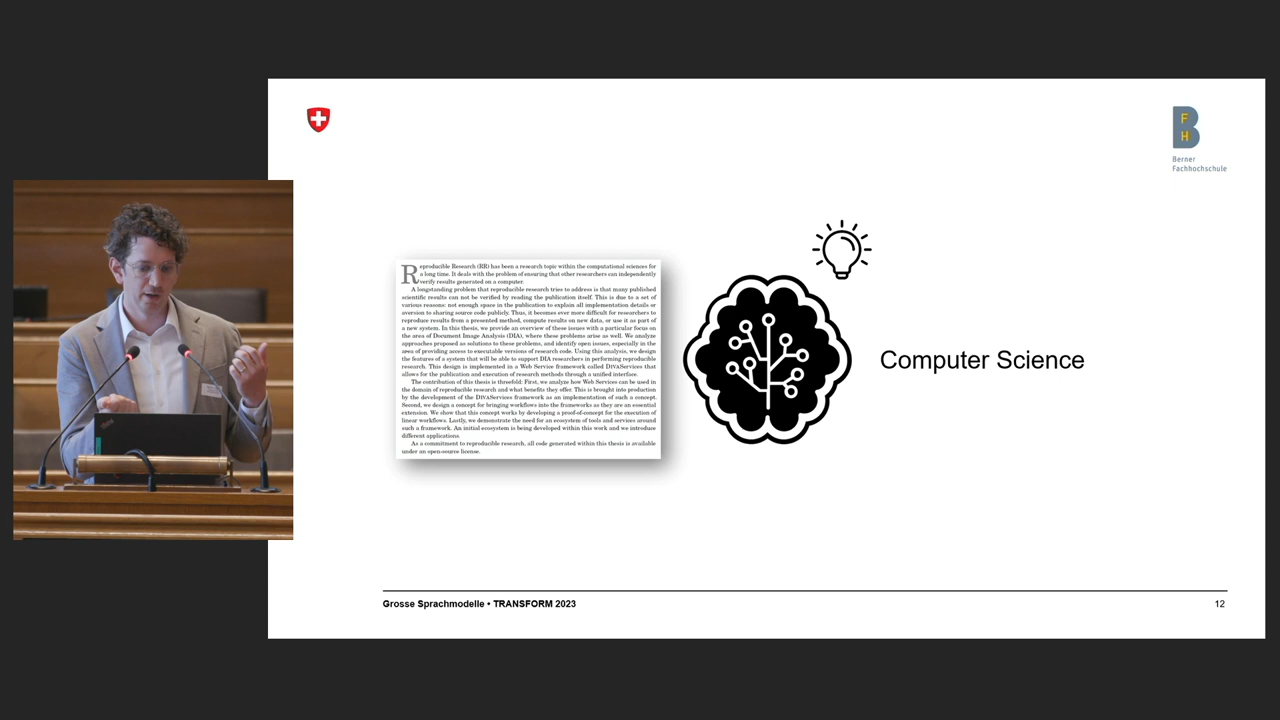 F
H
Berner
Fachhochschule
Reproducible Research (RR) has been a research topic within the computational sciences for
a long time. It deals with the problem of ensuring that other researchers can independently
verify results generated on a computer.
A longstanding problem that reproducible research tries to address is that many published
scientific results can not be verified by reading the publication itself. This is due to a set of
various reasons: not enough space in the publication to explain all implementation details or
aversion to sharing source code publicly. Thus, it becomes ever more difficult for researchers to
reproduce results from a presented method, compute results on new data, or use it as part of
a new system. In this thesis, we provide an overview of these issues with a particular focus on
the area of Document Image Analysis (DIA), where these problems arise as well. We analyze
approaches proposed as solutions to these problems, and identify open issues, especially in the
area of providing access to executable versions of research code. Using this analysis, we design
the features of a system that will be able to support DIA researchers in performing reproducible
research. This design is implemented in a Web Service framework called DIVAServices that
allows for the publication and execution of research methods through a unified interface.
The contribution of this thesis is threefold: First, we analyze how Web Services can be used in
the domain of reproducible research and what benefits they offer. This is brought into production
by the development of the DIVAServices framework as an implementation of such a concept.
Second, we design a concept for bringing workflows into the frameworks as they are an essential
extension. We show that this concept works by developing a proof-of-concept for the execution of
linear workflows. Lastly, we demonstrate the need for an ecosystem of tools and services around
such a framework. An initial ecosystem is being developed within this work and we introduce
different applications.
As a commitment to reproducible research, all code generated within this thesis is available
under an open-source license.
Computer Science
Grosse Sprachmodelle • TRANSFORM 2023
12